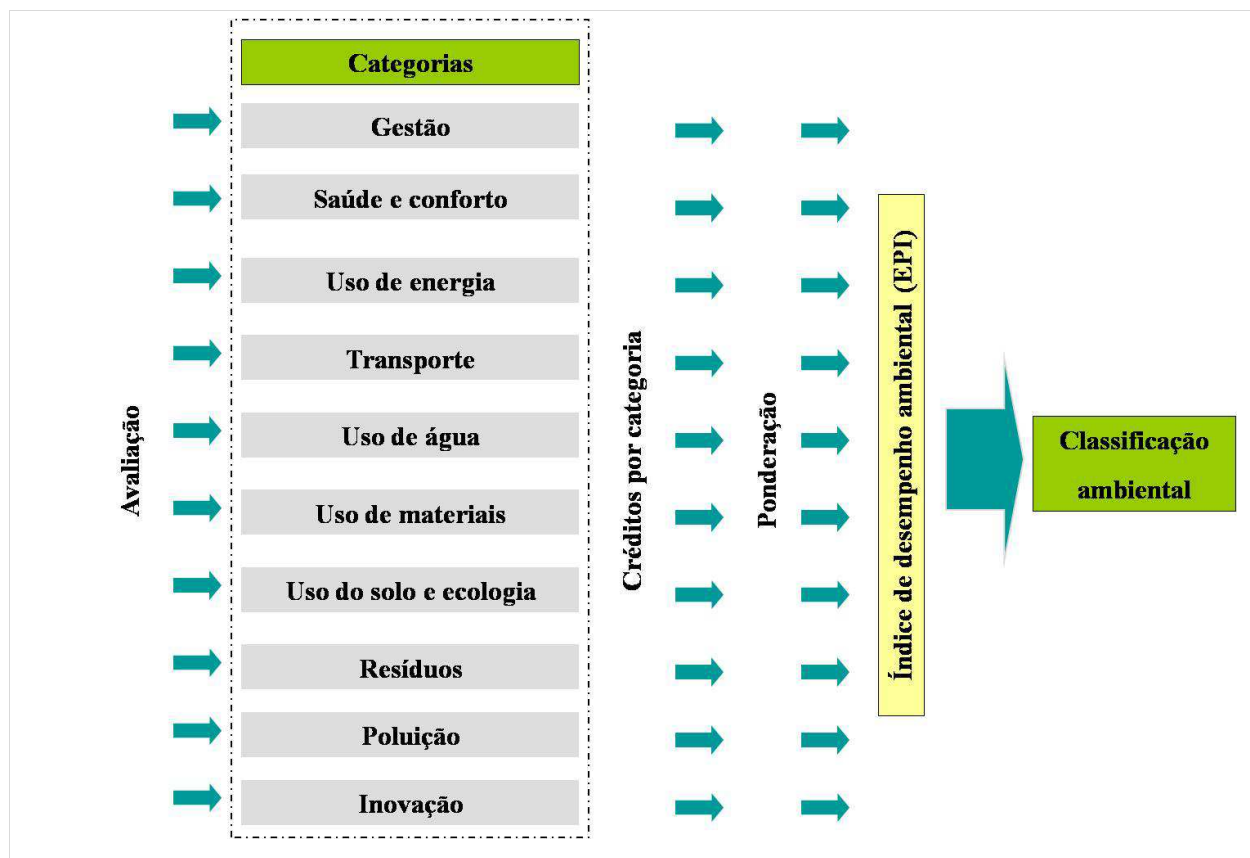 Avaliação
Categorias
Gestão
Saúde e conforto
Uso de energia
Transporte
Uso de água
Uso de materiais
Uso do solo e ecologia
Resíduos
Poluição
Inovação
Créditos por categoria
Ponderação
Índice de desempenho ambiental (EPI)
Classificação
ambiental